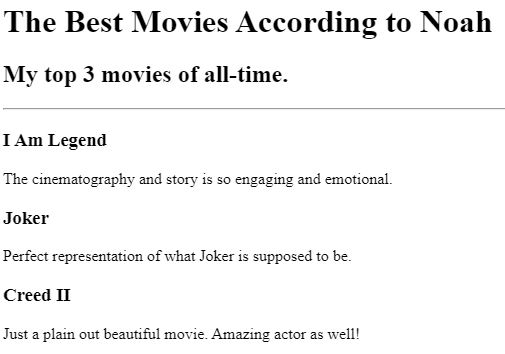 The Best Movies According to Noah
My top 3 movies of all-time.
I Am Legend
The cinematography and story is so engaging and emotional.
Joker
Perfect representation of what Joker is supposed to be.
Creed II
Just a plain out beautiful movie. Amazing actor as well!